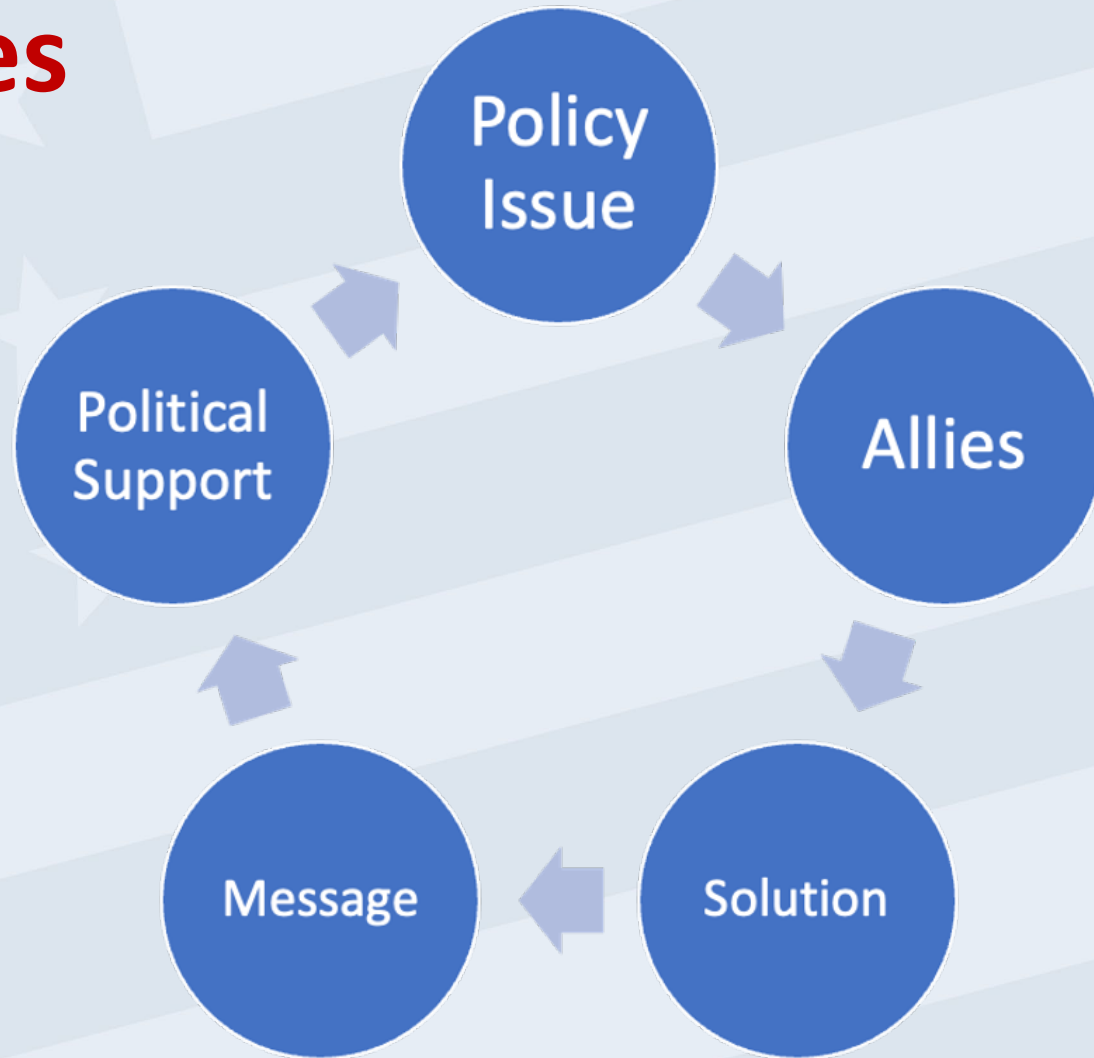 es
Policy
Issue
Allies
Solution
Message
Political
Support